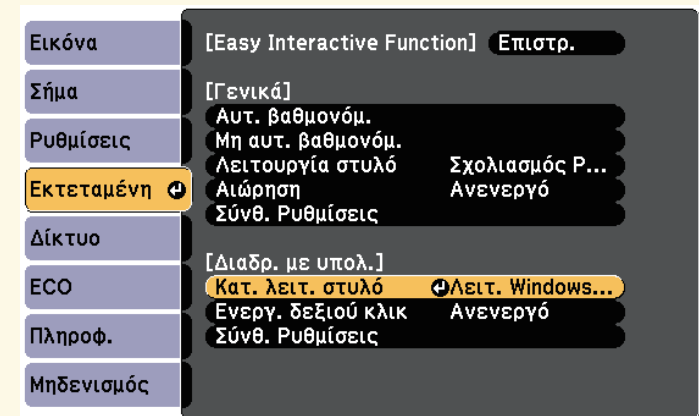 Εικόνα
Σήμα
Ρυθμίσεις
Εκτεταμένη
Δίκτυο
ECO
Πληροφ.
Μηδενισμός
[Easy Interactive Function] Επιστρ.
[Γενικά]
Αυτ. βαθμονόμ.
Μη αυτ. βαθμονόμ.
Λειτουργία στυλό Σχολιασμός P...
Αιώρηση Ανενεργό
Σύνθ. Ρυθμίσεις
[Διαδρ. με υπολ.]
Κατ. λειτ. στυλό Λειτ. Windows...
Ενεργ. δεξιού κλικ Ανενεργό
Σύνθ. Ρυθμίσεις